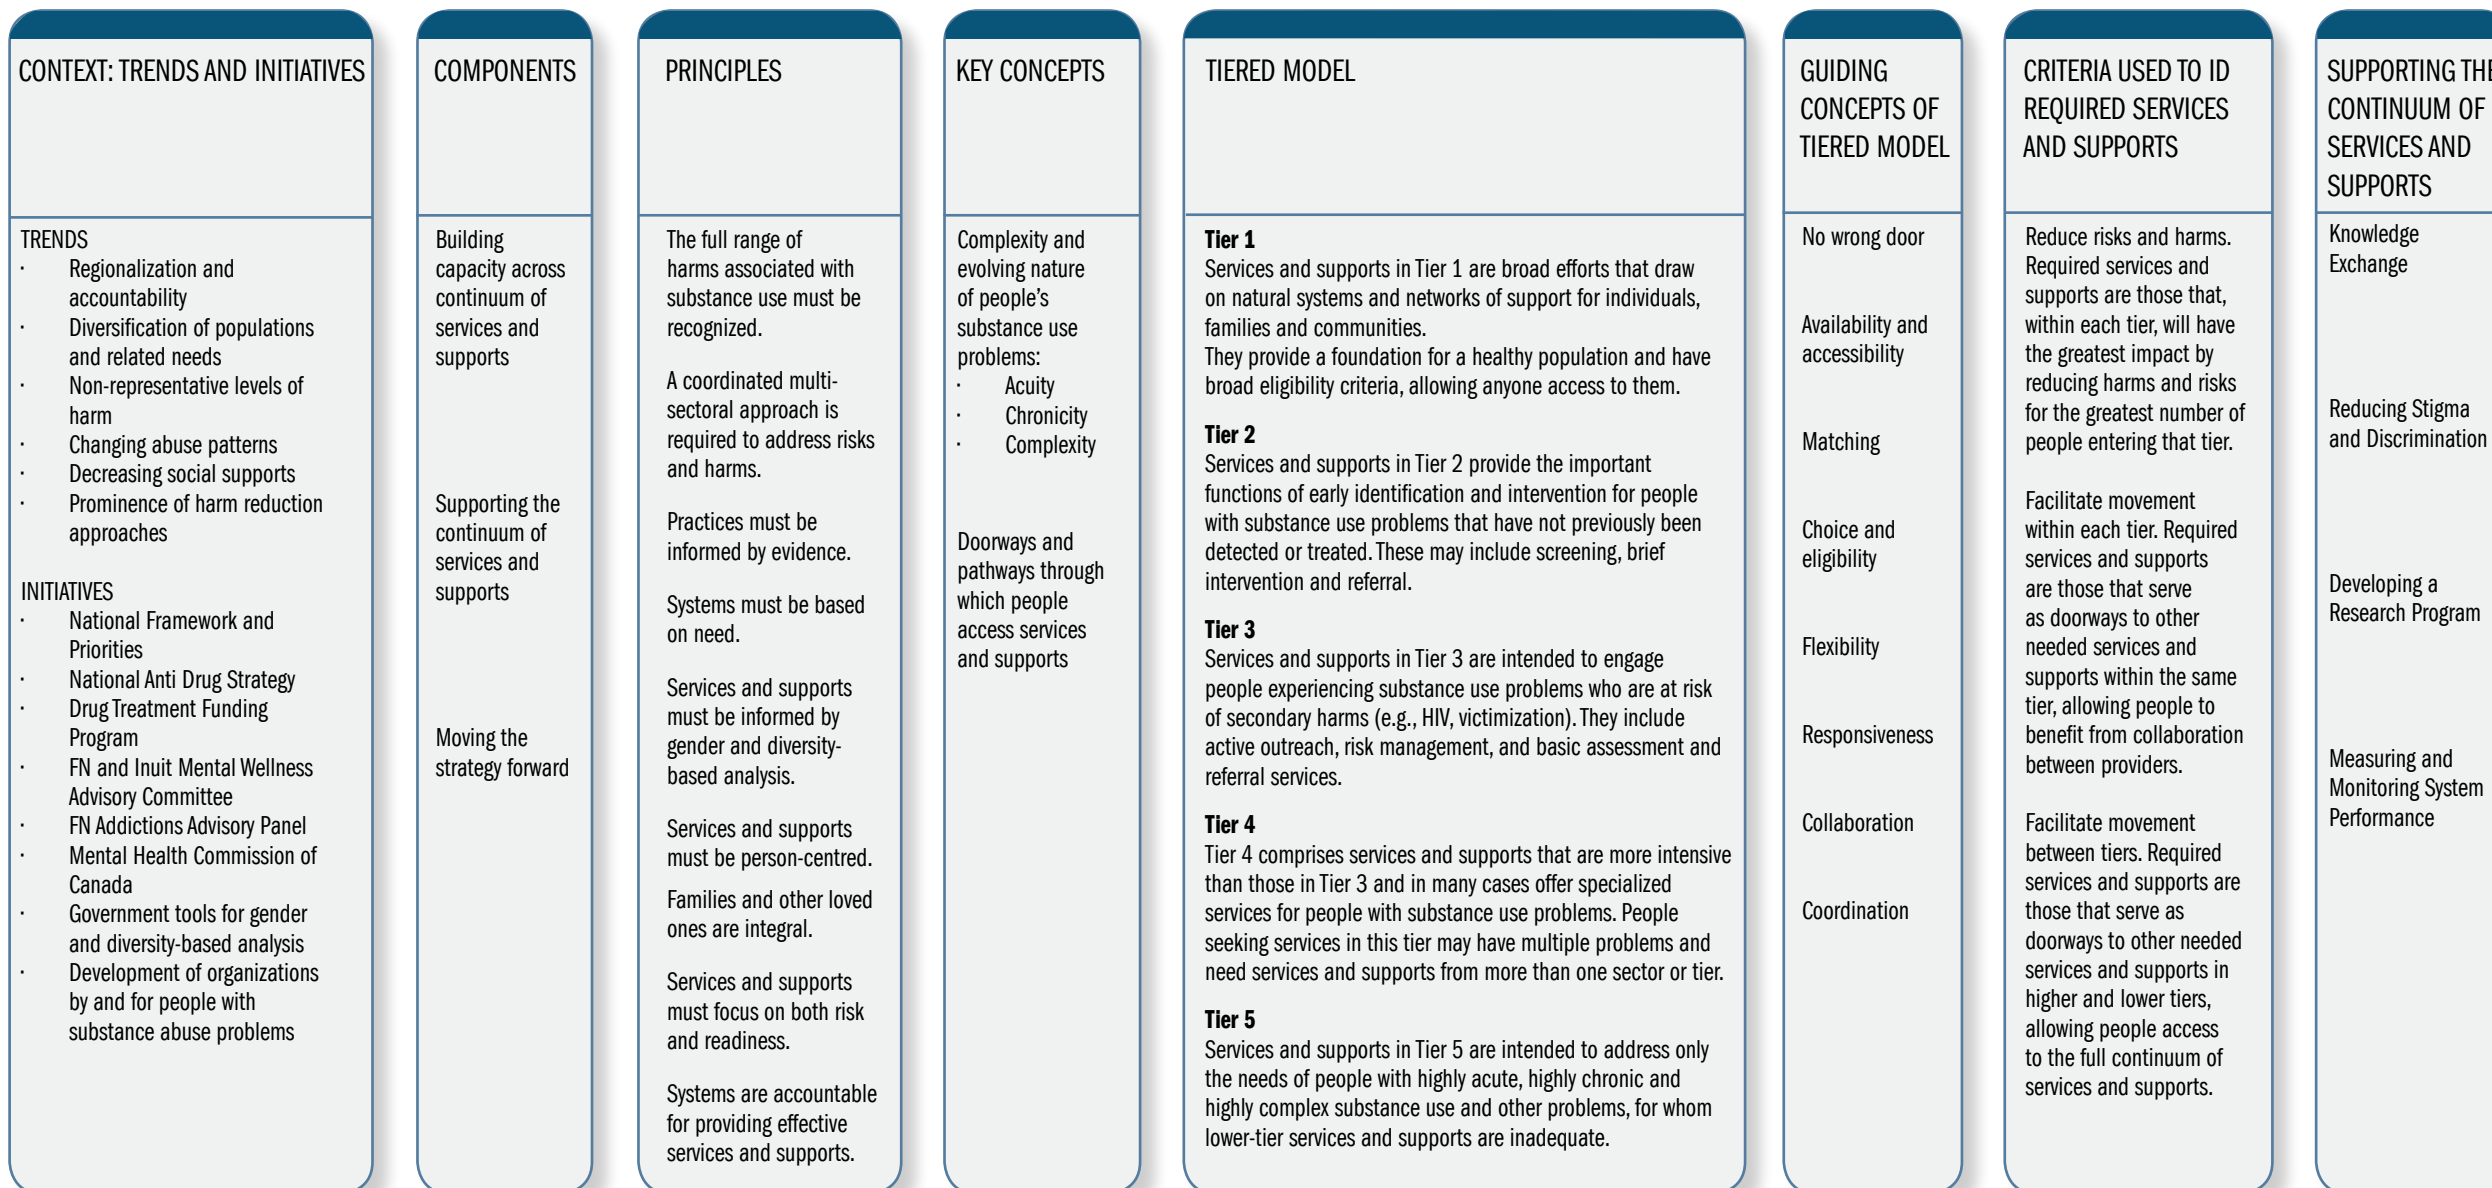 CONTEXT: TRENDS AND INITIATIVES
TRENDS
· Regionalization and
accountability
· Diversification of populations
and related needs
· Non-representative levels of
harm
· Changing abuse patterns
· Decreasing social supports
· Prominence of harm reduction
approaches
INITIATIVES
· National Framework and
Priorities
· National Anti Drug Strategy
· Drug Treatment Funding
Program
· FN and Inuit Mental Wellness
Advisory Committee
· FN Addictions Advisory Panel
· Mental Health Commission of
Canada
· Government tools for gender
and diversity-based analysis
· Development of organizations
by and for people with
substance abuse problems
COMPONENTS
Building
capacity across
continuum of
services and
supports
Supporting the
continuum of
services and
supports
Moving the
strategy forward
PRINCIPLES
The full range of
harms associated with
substance use must be
recognized.
A coordinated multi-
sectoral approach is
required to address risks
and harms.
Practices must be
informed by evidence.
Systems must be based
on need.
Services and supports
must be informed by
gender and diversity-
based analysis.
Services and supports
must be person-centred.
Families and other loved
ones are integral.
Services and supports
must focus on both risk
and readiness.
Systems are accountable
for providing effective
services and supports.
KEY CONCEPTS
Complexity and
evolving nature
of people’s
substance use
problems:
· Acuity
· Chronicity
· Complexity
Doorways and
pathways through
which people
access services
and supports
TIERED MODEL
Tier 1
Services and supports in Tier 1 are broad efforts that draw
on natural systems and networks of support for individuals,
families and communities.
They provide a foundation for a healthy population and have
broad eligibility criteria, allowing anyone access to them.
Tier 2
Services and supports in Tier 2 provide the important
functions of early identification and intervention for people
with substance use problems that have not previously been
detected or treated. These may include screening, brief
intervention and referral.
Tier 3
Services and supports in Tier 3 are intended to engage
people experiencing substance use problems who are at risk
of secondary harms (e.g., HIV, victimization). They include
active outreach, risk management, and basic assessment and
referral services.
Tier 4
Tier 4 comprises services and supports that are more intensive
than those in Tier 3 and in many cases offer specialized
services for people with substance use problems. People
seeking services in this tier may have multiple problems and
need services and supports from more than one sector or tier.
Tier 5
Services and supports in Tier 5 are intended to address only
the needs of people with highly acute, highly chronic and
highly complex substance use and other problems, for whom
lower-tier services and supports are inadequate.
GUIDING
CONCEPTS OF
TIERED MODEL
No wrong door
Availability and
accessibility
Matching
Choice and
eligibility
Flexibility
Responsiveness
Collaboration
Coordination
CRITERIA USED TO ID
REQUIRED SERVICES
AND SUPPORTS
Reduce risks and harms.
Required services and
supports are those that,
within each tier, will have
the greatest impact by
reducing harms and risks
for the greatest number of
people entering that tier.
Facilitate movement
within each tier. Required
services and supports
are those that serve
as doorways to other
needed services and
supports within the same
tier, allowing people to
benefit from collaboration
between providers.
Facilitate movement
between tiers. Required
services and supports are
those that serve as
doorways to other needed
services and supports in
higher and lower tiers,
allowing people access
to the full continuum of
services and supports.
SUPPORTING THE
CONTINUUM OF
SERVICES AND
SUPPORTS
Knowledge
Exchange
Reducing Stigma
and Discrimination
Developing a
Research Program
Measuring and
Monitoring System
Performance